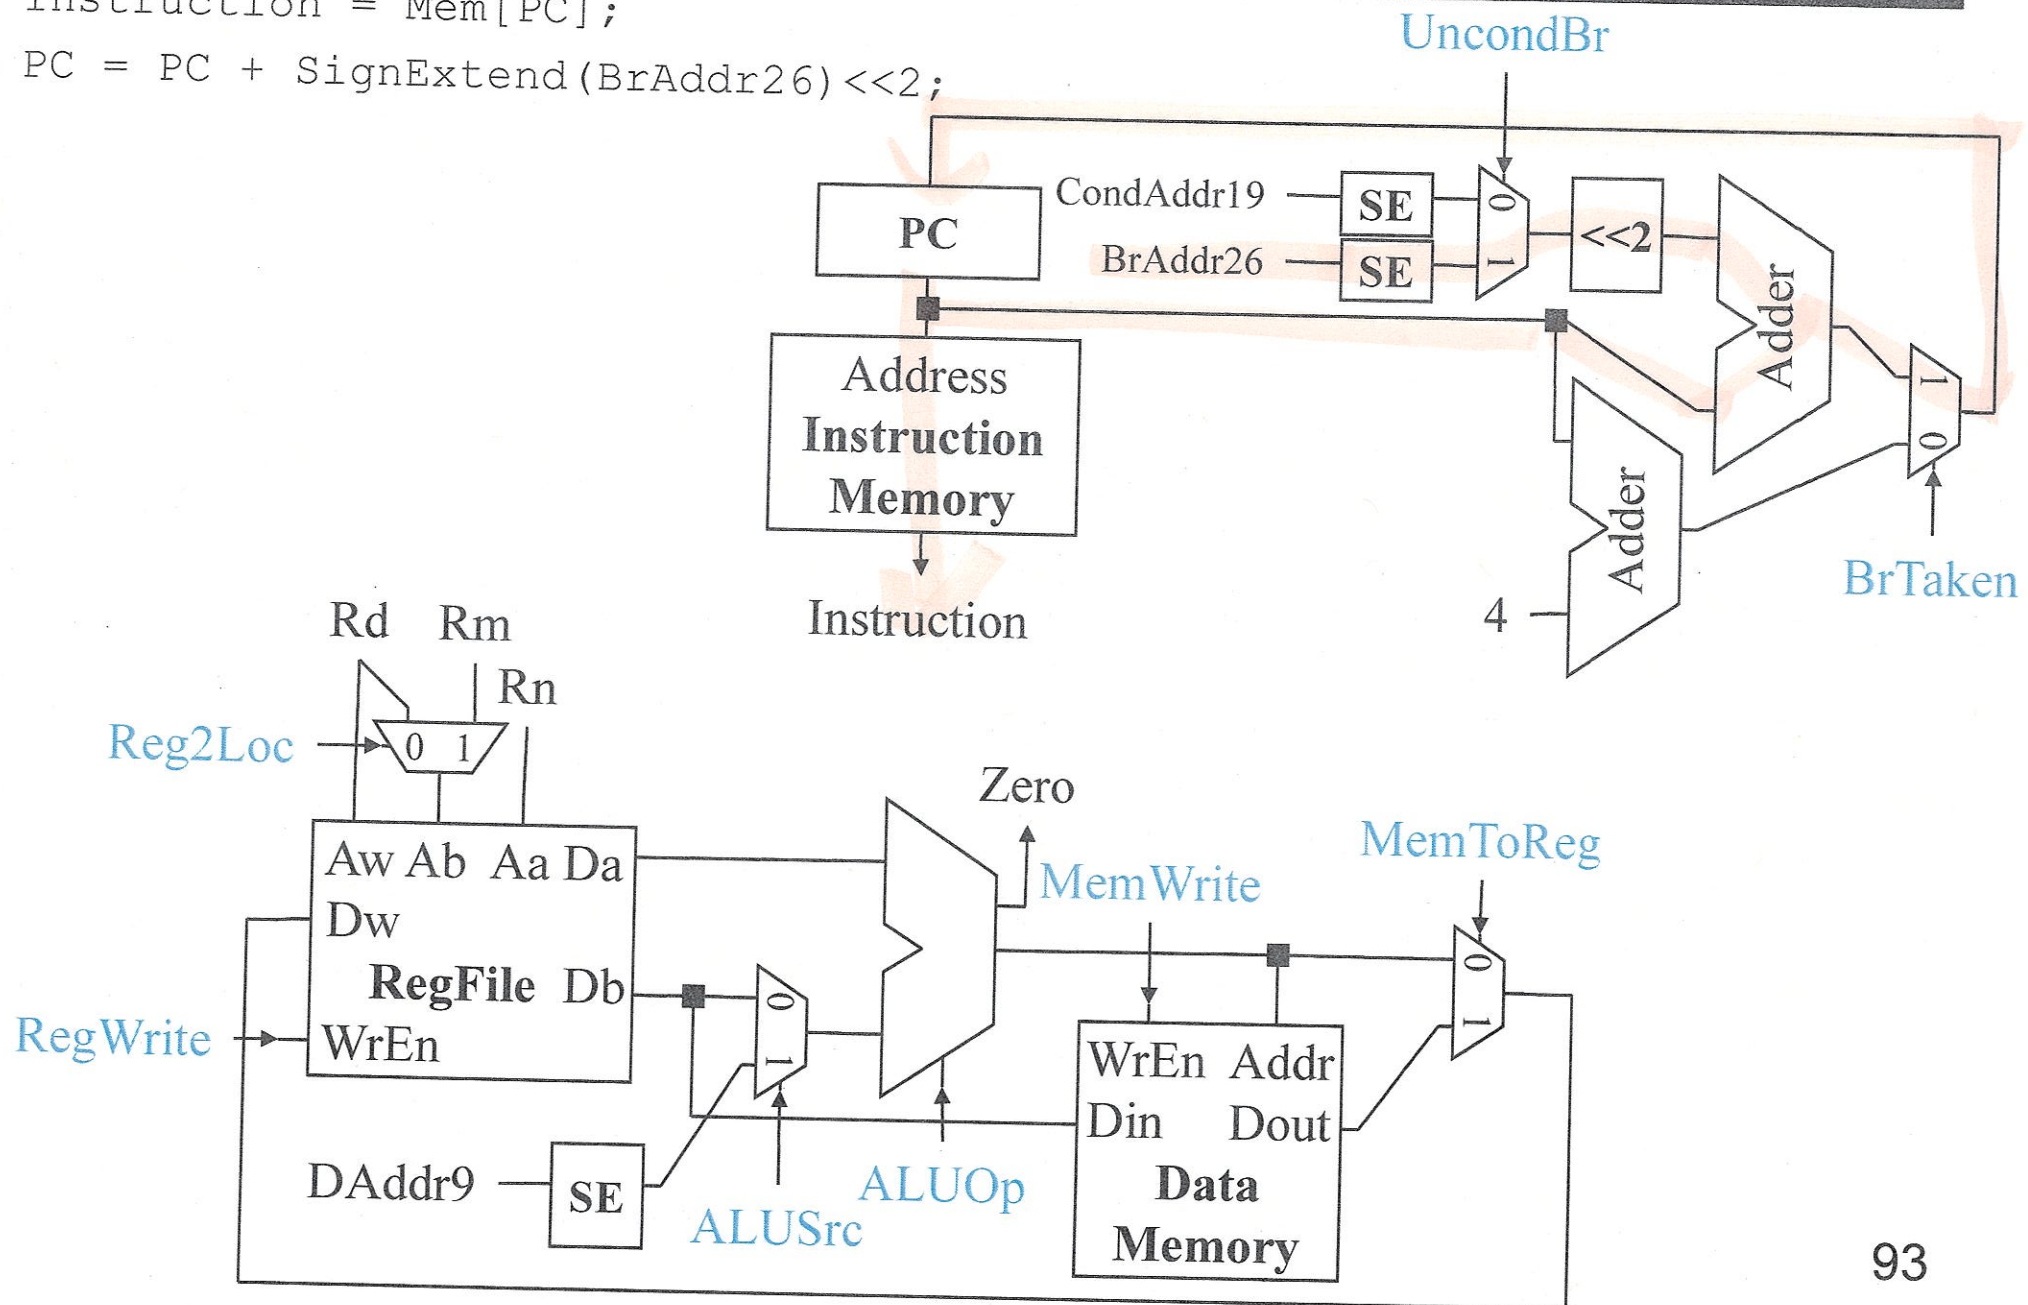 Instruction = Mem[PC];
PC = PC + SignExtend(BrAddr26)<<2;
UncondBr
CondAddr19
SE
0
PC
<<2
BrAddr26
SE
1
Adder
Address
Instruction
Memory
1
0
Adder
BrTaken
4
Instruction
Rd
Rm
Rn
Reg2Loc
0 1
Zero
MemToReg
Aw Ab Aa Da
MemWrite
Dw
RegFile Db
0
0
RegWrite
WrEn
1
1
WrEn Addr
Din Dout
DAddr9
SE
ALUOp
Data
ALUSrc
Memory
93